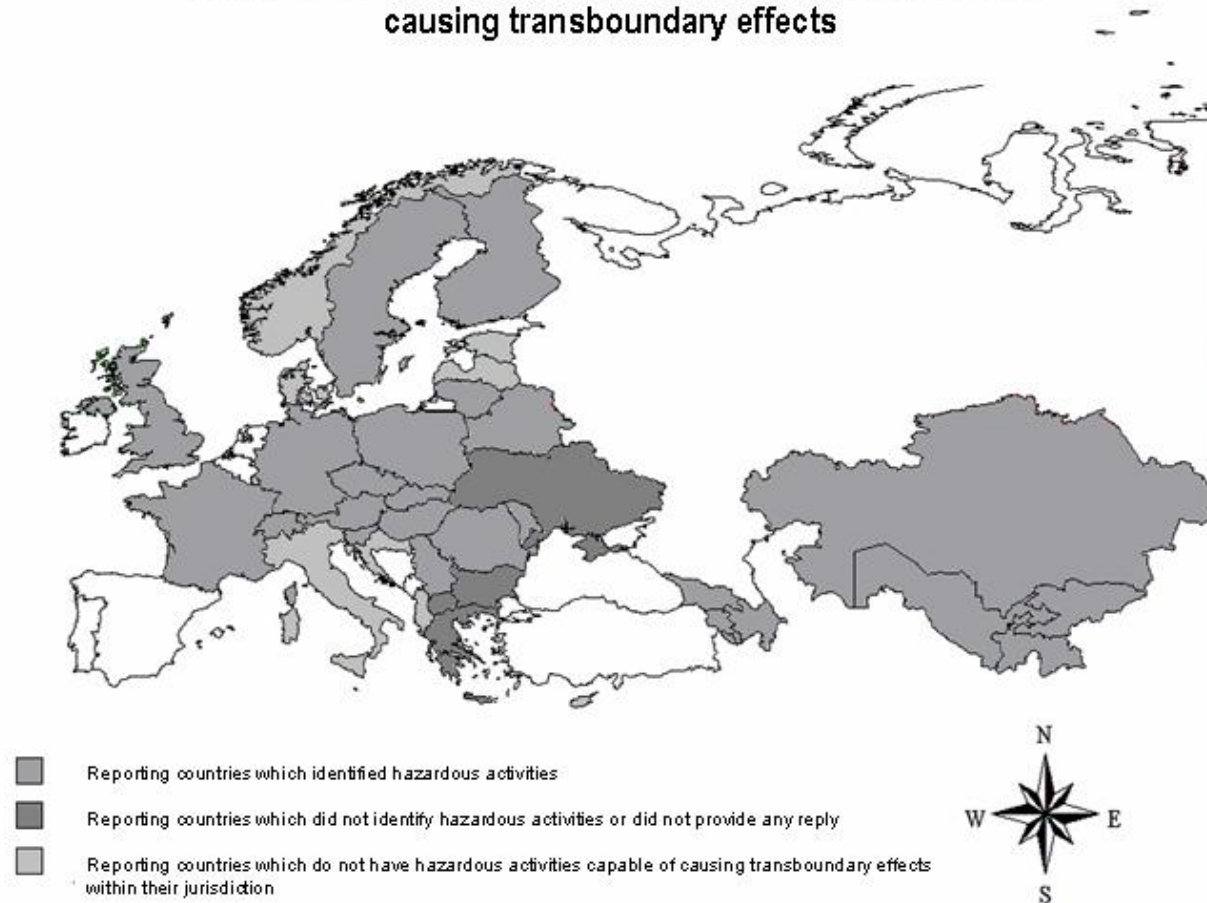 causing transboundary effects
Reporting countries which identified hazardous activities
Reporting countries which did not identify hazardous activities or did not provide any reply
Reporting countries which do not have hazardous activities capable of causing transboundary effects
within their jurisdiction
N
W
E
S